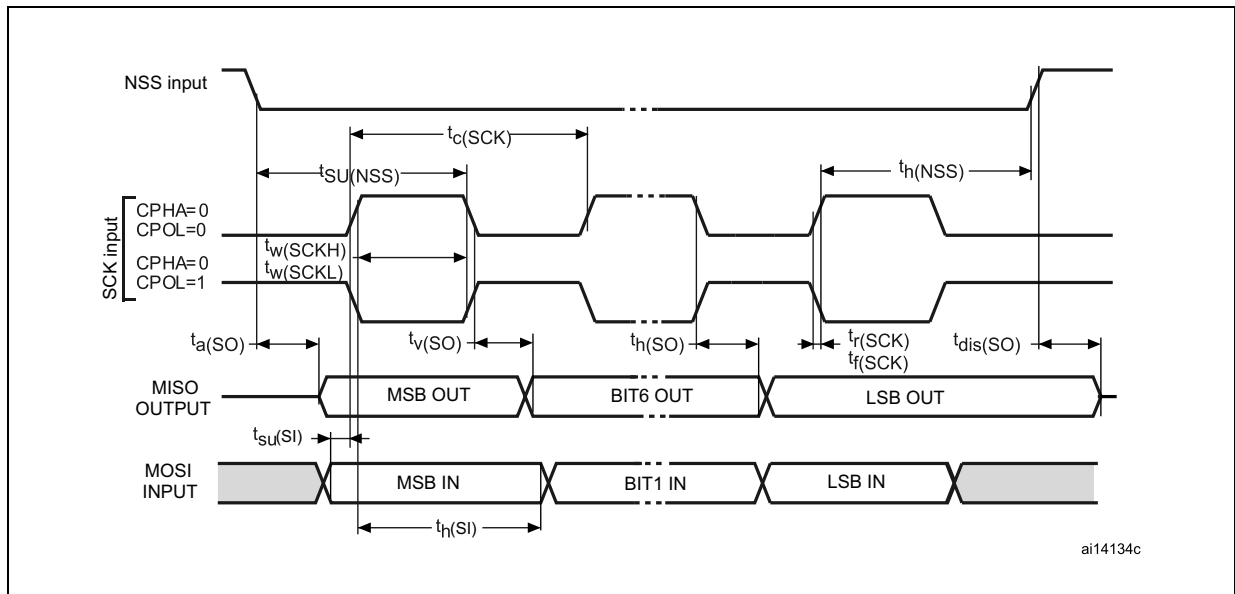 NSS input
tc(SCK)
tSU(NSS)
th(NSS)
SCK input
CPHA=0
CPOL=0
tw(SCKH)
CPHA=0
tw(SCKL)
CPOL=1
ta(SO)
tv(SO)
th(SO)
tr(SCK)
tf(SCK)
tdis(SO)
MISO
OUTPUT
MSB OUT
BIT6 OUT
LSB OUT
tsu(SI)
MOSI
INPUT
MSB IN
BIT1 IN
LSB IN
th(SI)
ai14134c